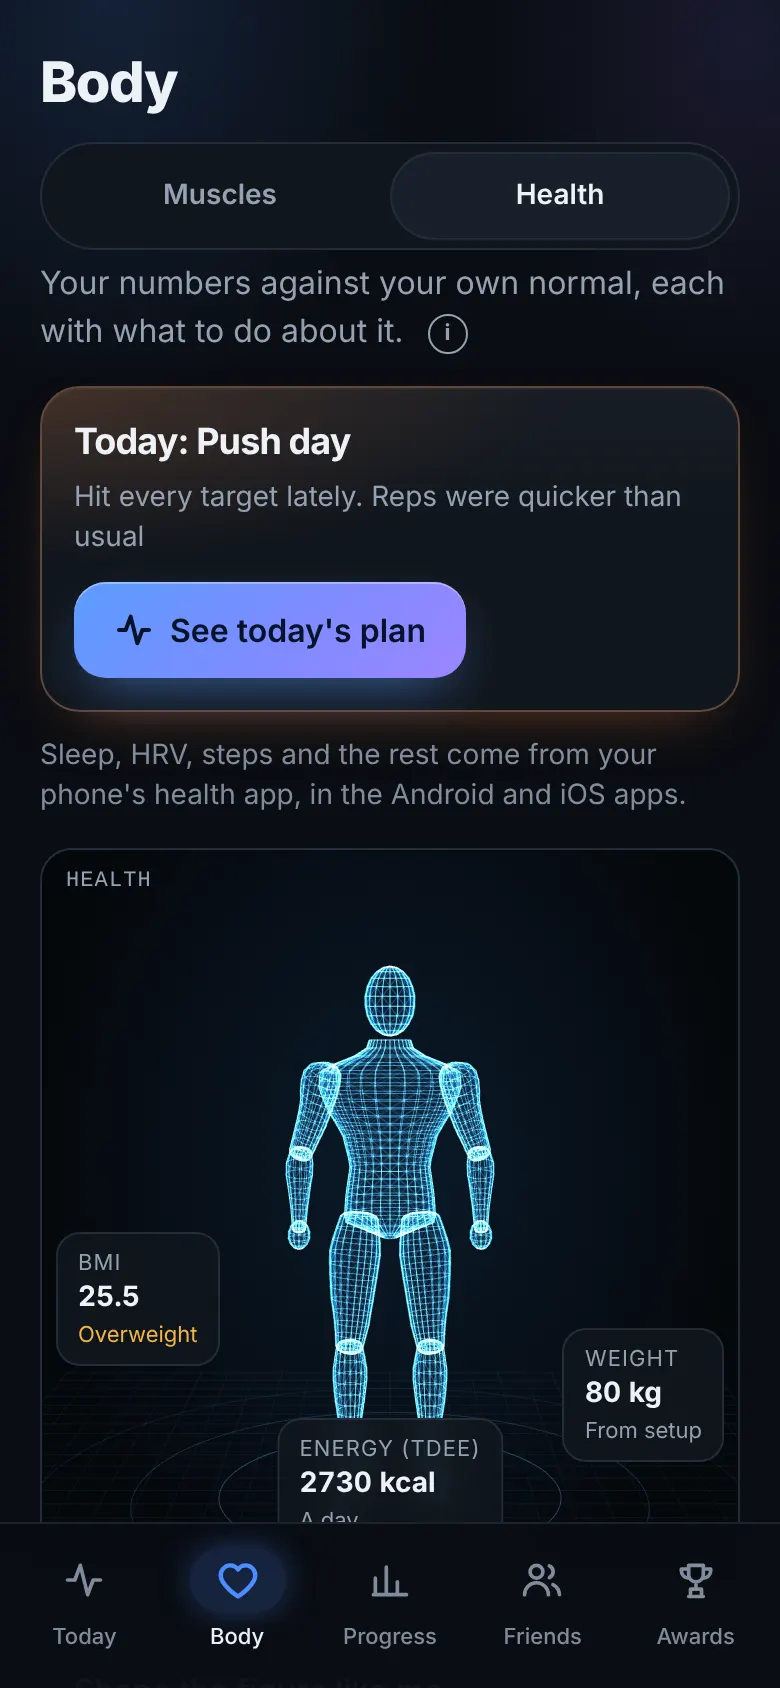 Body
Muscles
Health
Your numbers against your own normal, each
with what to do about it. i
Today: Push day
Hit every target lately. Reps were quicker than
usual
See today's plan
Sleep, HRV, steps and the rest come from your
phone's health app, in the Android and iOS apps.
HEALTH
BMI
25.5
Overweight
WEIGHT
80 kg
From setup
ENERGY (TDEE)
2730 kcal
A day
Today
Body
Progress
Friends
Awards